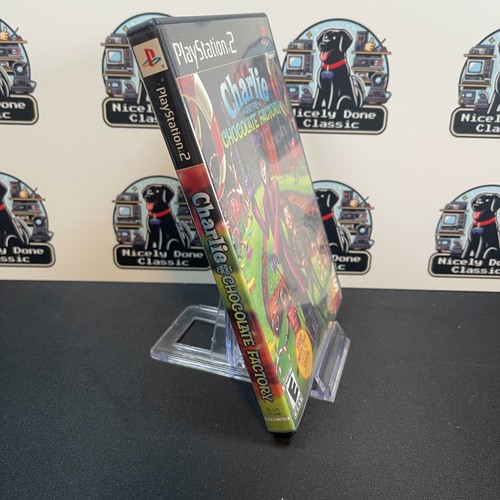 Nicely Done
Classic
PlayStation 2
Charlie
AND THE
CHOCOLATE FACTORY
PlayStation.2
Charlie
AND THE
CHOCOLATE FACTORY
Nicely Done
Classic
Nicely Done
Classic
Nicely Done
Classic
Nicely Done
Classic
Nicely Done